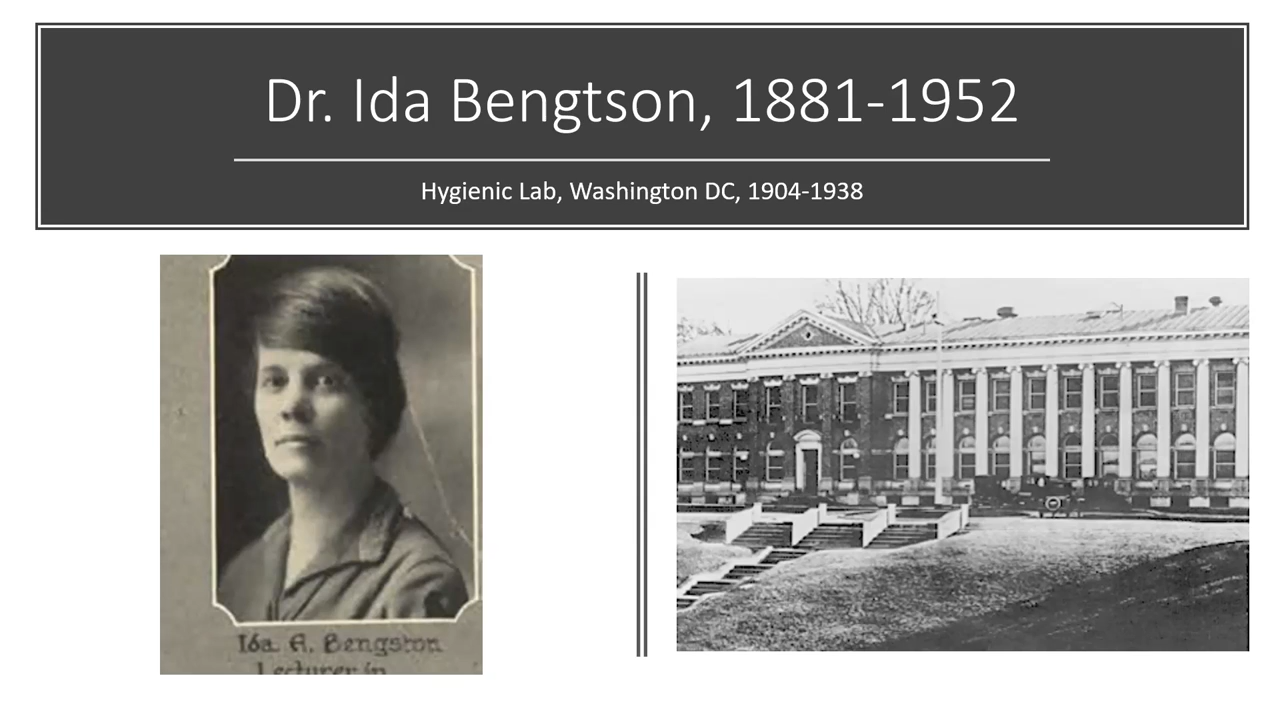 Dr. Ida Bengtson, 1881-1952
Hygienic Lab, Washington DC, 1904-1938
Ida A. Bengston
Lecturer in